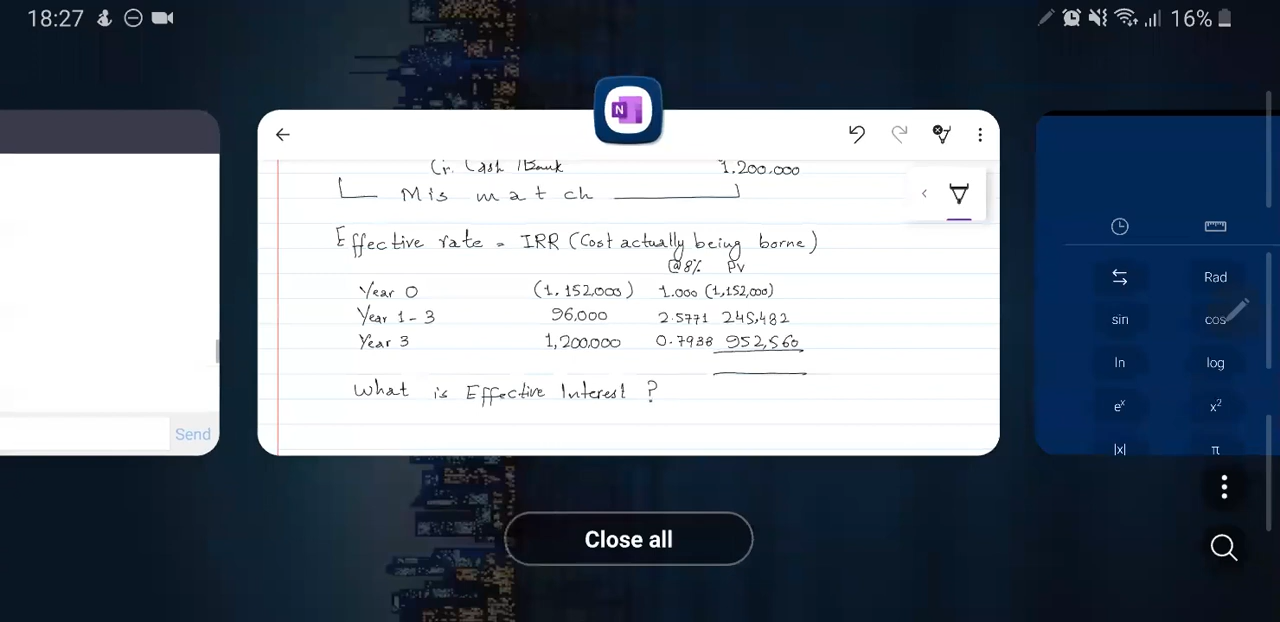 18:27 16%
Cr. Cash / Bank 1.200.000
Mis match
Effective rate = IRR (Cost actually being borne)
@8% PV
Year 0 (1,152,000) 1.000 (1,152,000)
Year 1-3 96,000 2.5771 245,482
Year 3 1,200,000 0.7938 952,560
What is Effective Interest ?
Send
Rad
sin cos
ln log
eˣ x²
|x| π
Close all